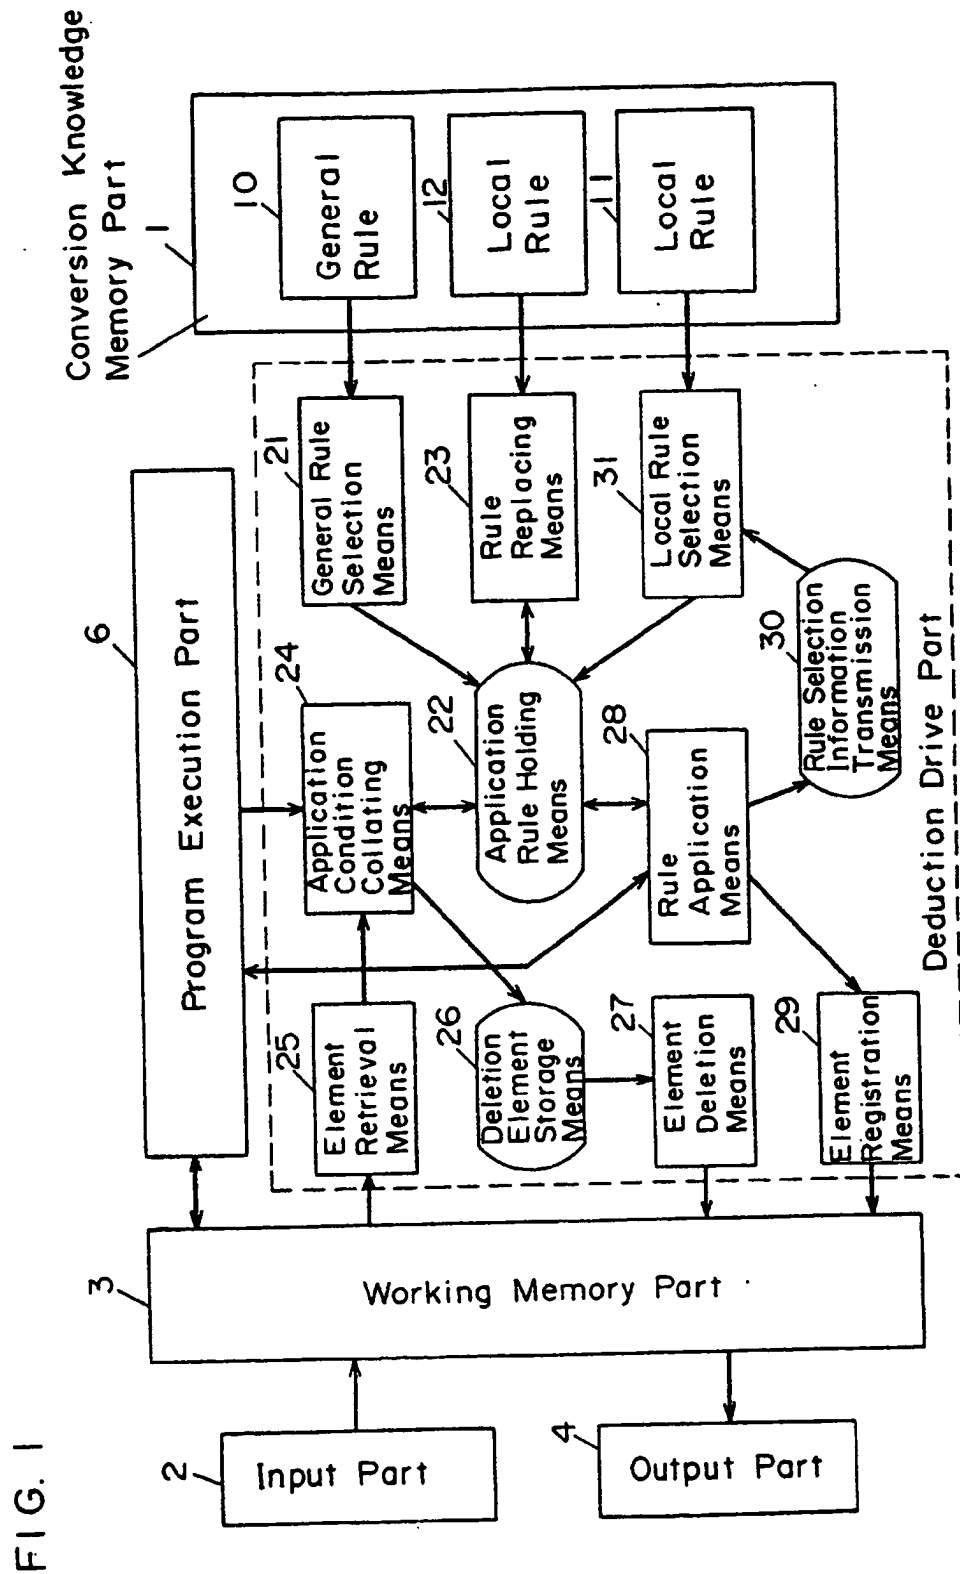 FIG. 1
Conversion Knowledge
Memory Part
1
10
General
Rule
12
Local
Rule
11
Local
Rule
6
Program Execution Part
21
General Rule
Selection
Means
23
Rule
Replacing
Means
31
Local Rule
Selection
Means
24
Application
Condition
Collating
Means
22
Application
Rule Holding
Means
28
Rule
Application
Means
30
Rule Selection
Information
Transmission
Means
25
Element
Retrieval
Means
26
Deletion
Element
Storage
Means
27
Element
Deletion
Means
29
Element
Registration
Means
Deduction Drive Part
3
Working Memory Part
2
Input Part
4
Output Part